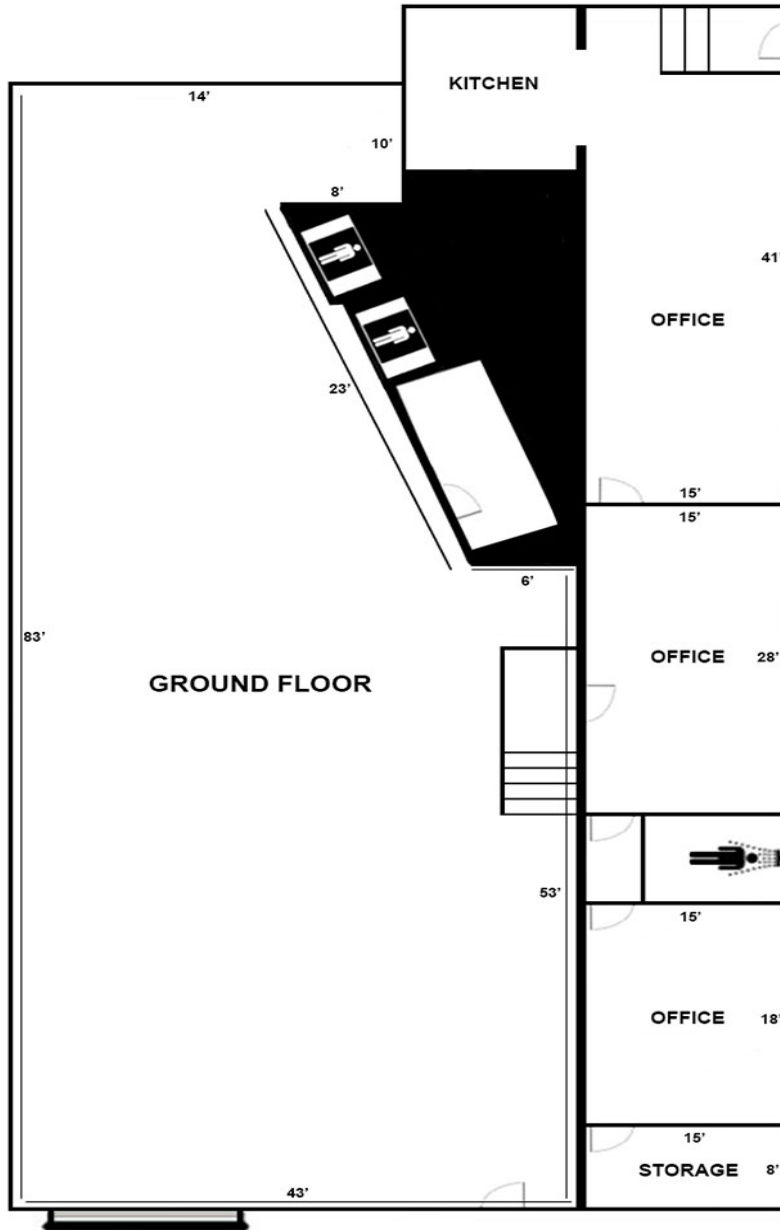 KITCHEN
14'
10'
8'
41'
OFFICE
23'
15'
15'
6'
83'
OFFICE
28'
GROUND FLOOR
53'
15'
OFFICE
18'
15'
STORAGE
8'
43'